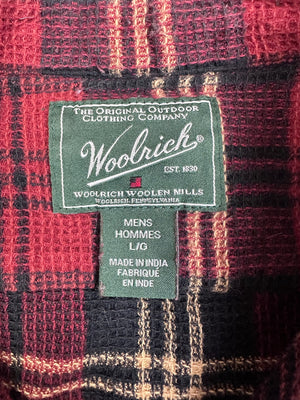 THE ORIGINAL OUTDOOR
CLOTHING COMPANY
Woolrich®
EST. 1830
WOOLRICH WOOLEN MILLS
WOOLRICH, PENNSYLVANIA
MENS
HOMMES
L/G
MADE IN INDIA
FABRIQUÉ
EN INDE